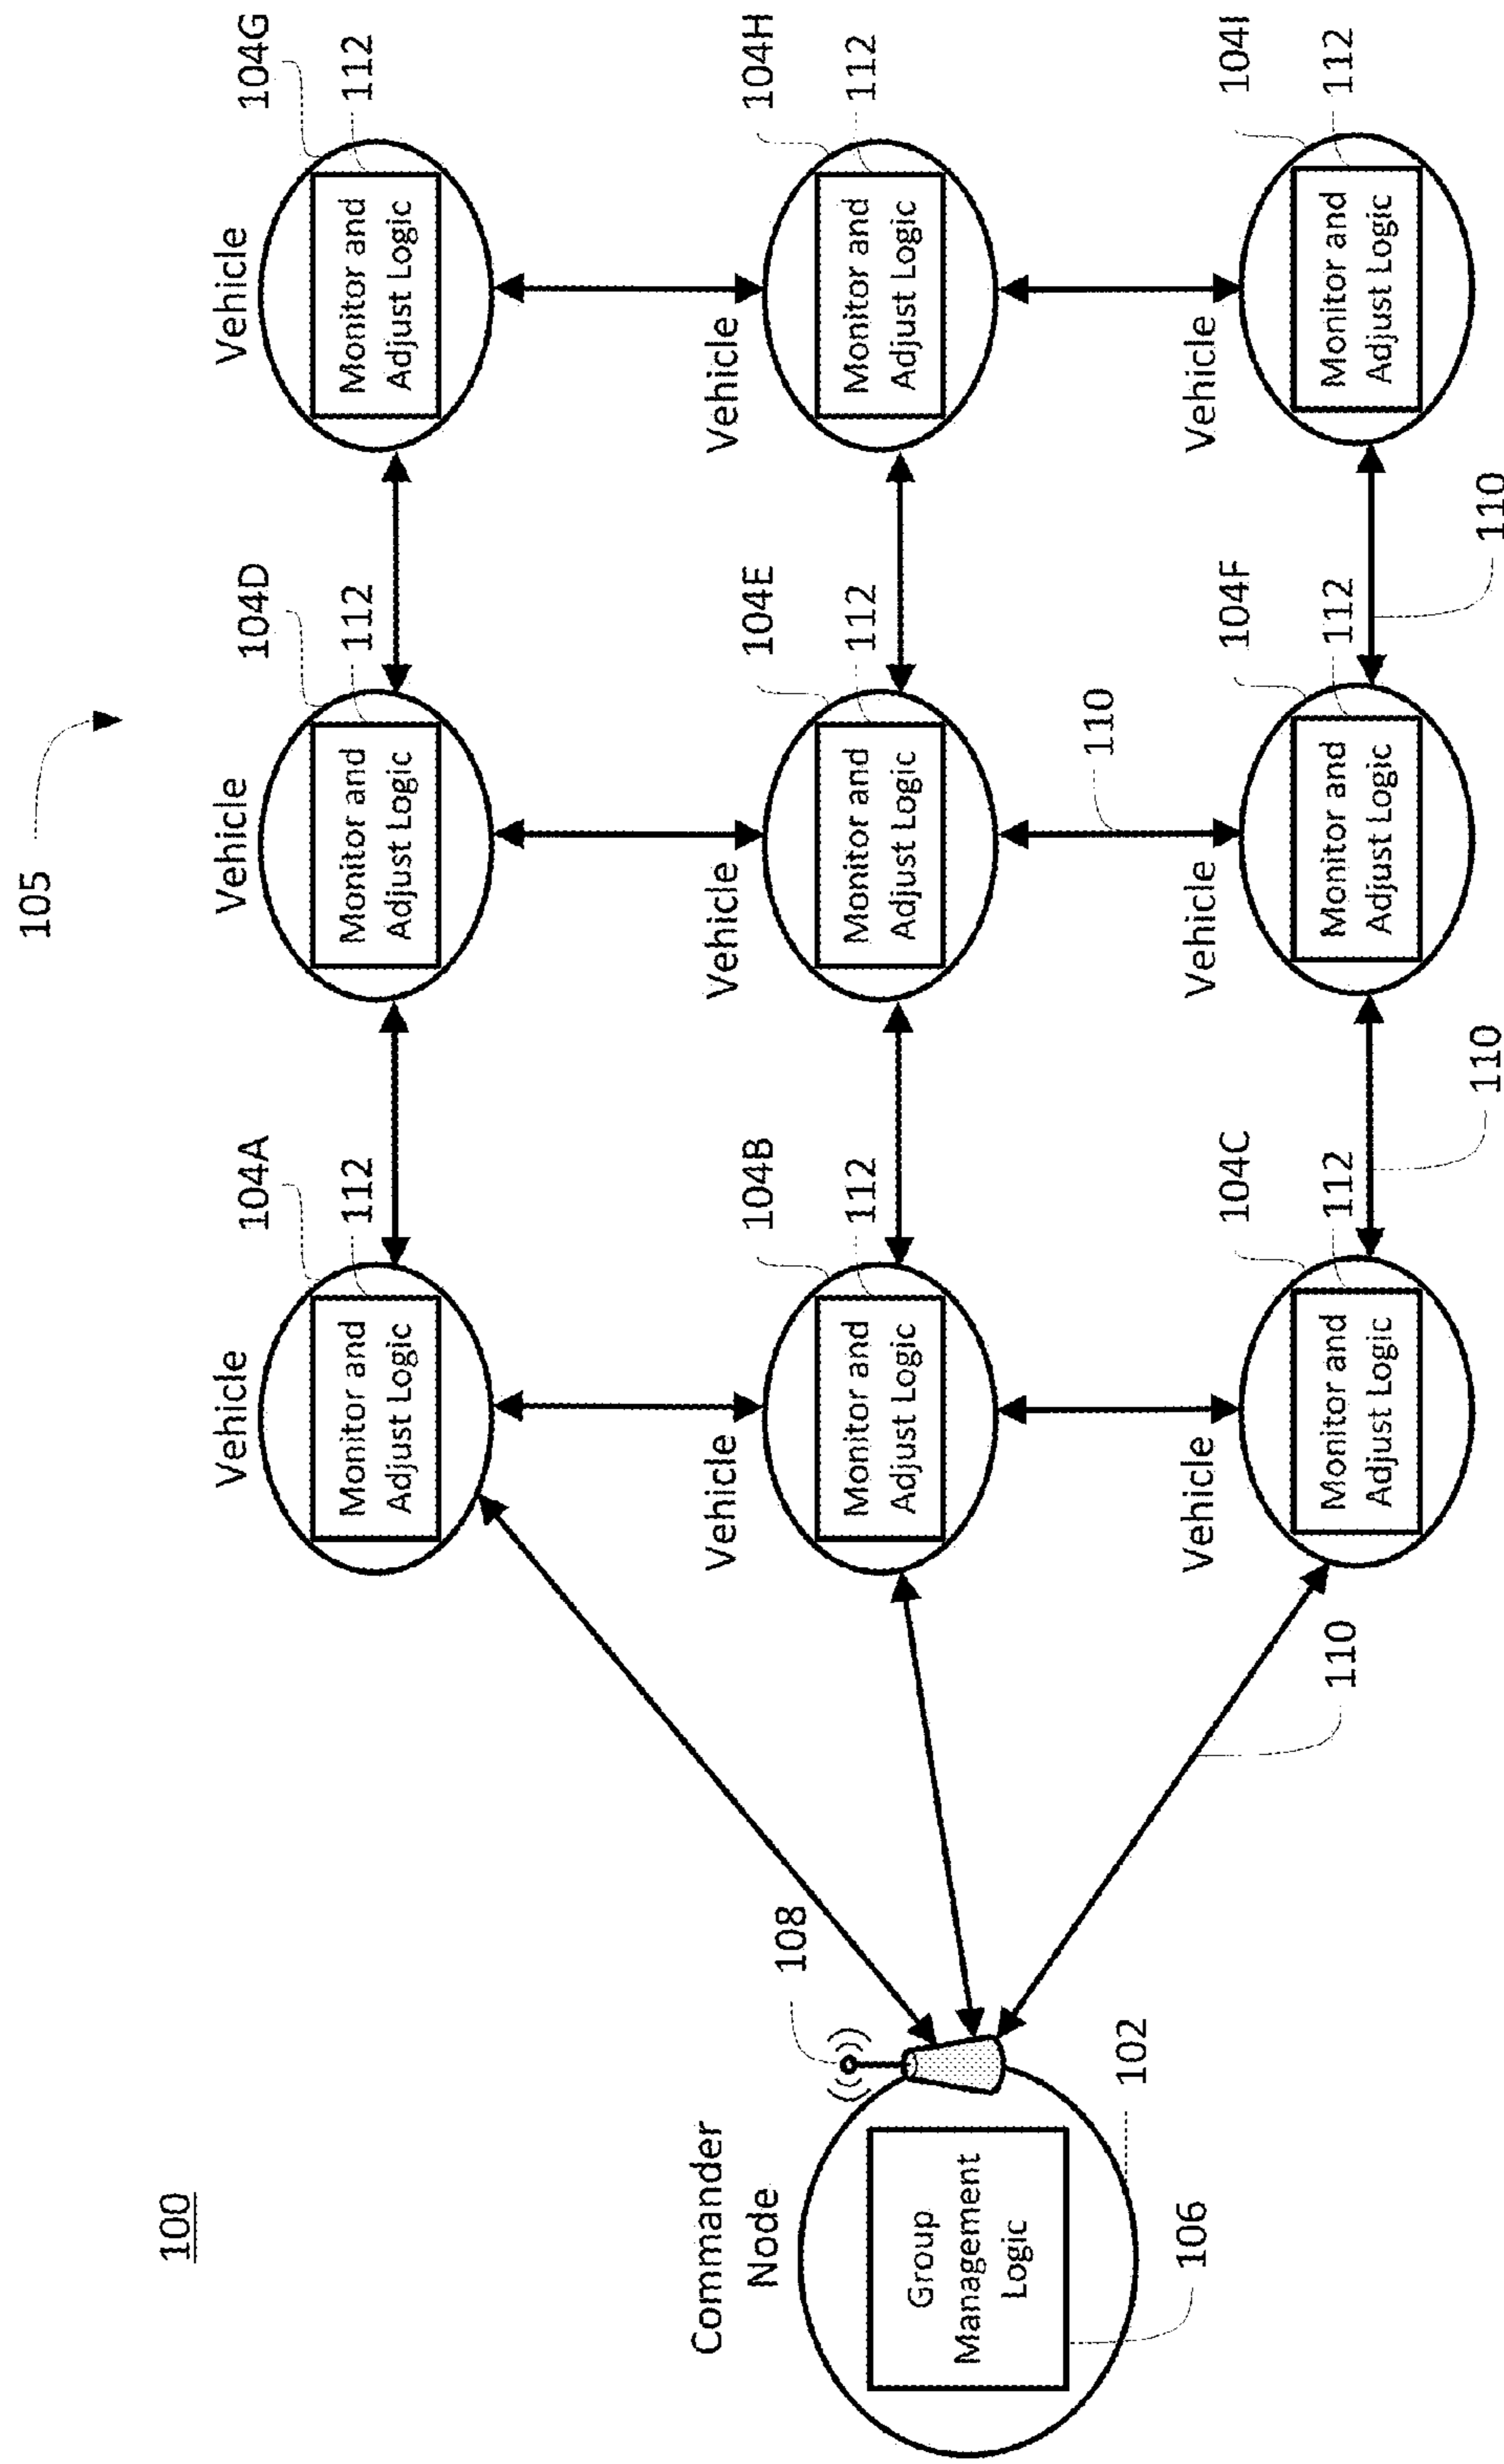 100
105
Commander
Node
Group
Management
Logic
106
102
108
Vehicle
104A
Monitor and
Adjust Logic
112
Vehicle
104D
Monitor and
Adjust Logic
112
Vehicle
104G
Monitor and
Adjust Logic
112
Vehicle
104B
Monitor and
Adjust Logic
112
Vehicle
104E
Monitor and
Adjust Logic
112
Vehicle
104H
Monitor and
Adjust Logic
112
110
Vehicle
104C
Monitor and
Adjust Logic
112
Vehicle
104F
Monitor and
Adjust Logic
112
Vehicle
104I
Monitor and
Adjust Logic
112
110
110
110